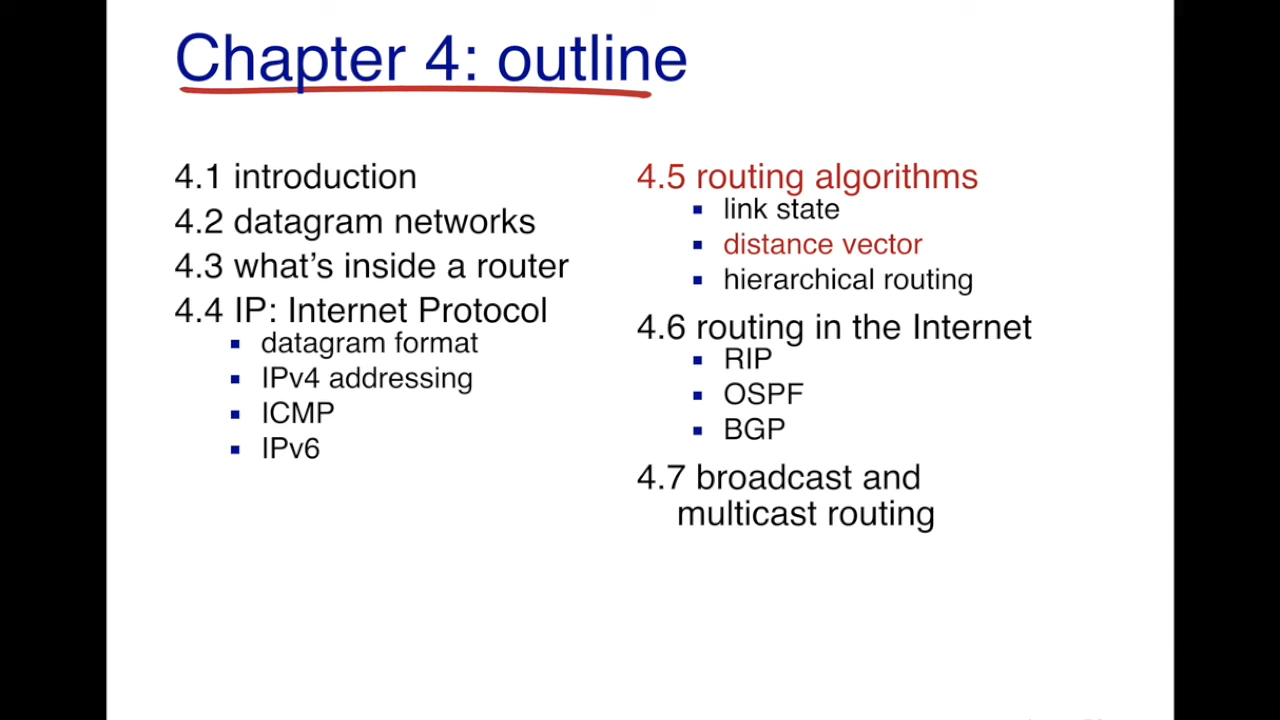 Chapter 4: outline
4.1 introduction
4.2 datagram networks
4.3 what's inside a router
4.4 IP: Internet Protocol
▪ datagram format
▪ IPv4 addressing
▪ ICMP
▪ IPv6
4.5 routing algorithms
▪ link state
▪ distance vector
▪ hierarchical routing
4.6 routing in the Internet
▪ RIP
▪ OSPF
▪ BGP
4.7 broadcast and
multicast routing